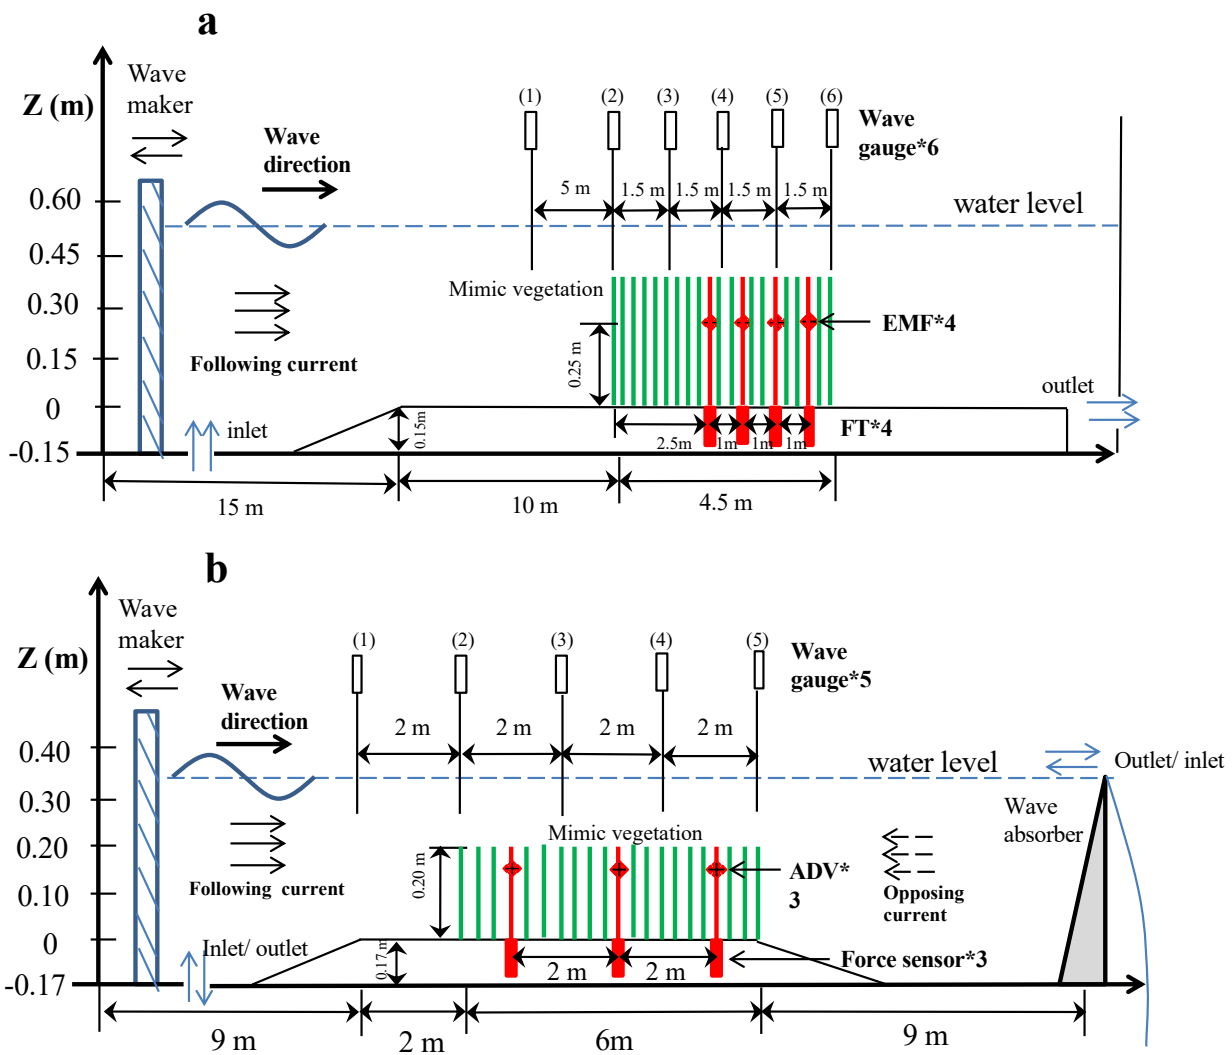 a
Z (m)
Wave
maker
Wave
direction
(1) (2) (3) (4) (5) (6)
Wave
gauge*6
5 m 1.5 m 1.5 m 1.5 m 1.5 m
0.60
water level
0.45
Mimic vegetation
0.30
EMF*4
Following current
0.25 m
0.15
outlet
0
inlet
0.15m
FT*4
2.5m 1m 1m 1m
-0.15
15 m 10 m 4.5 m
b
Z (m)
Wave
maker
Wave
direction
(1) (2) (3) (4) (5)
Wave
gauge*5
2 m 2 m 2 m 2 m
0.40
water level
Outlet/ inlet
0.30
Wave
absorber
Mimic vegetation
0.20
Following current
0.20 m
ADV*
3
Opposing
current
0.10
0
Inlet/ outlet
0.17 m
2 m 2 m
Force sensor*3
-0.17
9 m 2 m 6m 9 m